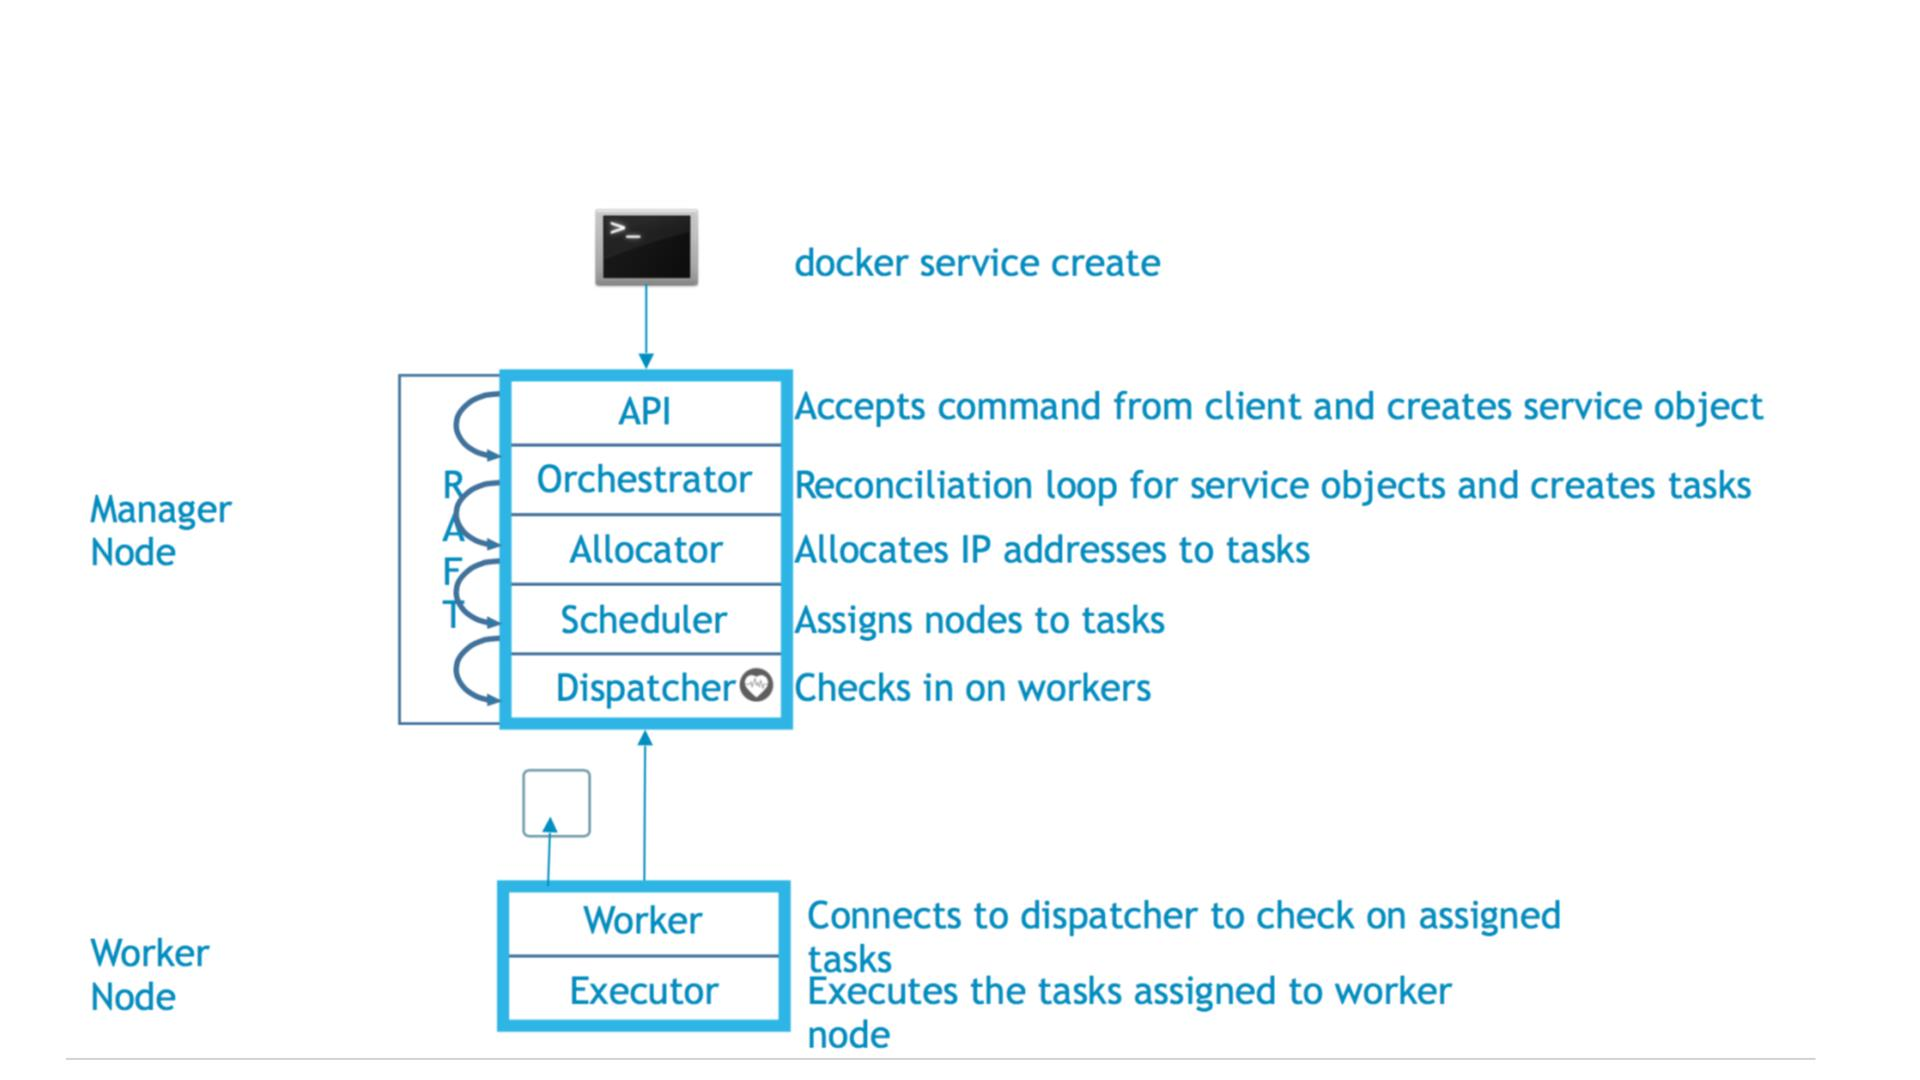 >_
docker service create
API
Accepts command from client and creates service object
Orchestrator
Reconciliation loop for service objects and creates tasks
Allocator
Allocates IP addresses to tasks
Scheduler
Assigns nodes to tasks
Dispatcher
Checks in on workers
R
A
F
T
Manager
Node
Worker
Connects to dispatcher to check on assigned
tasks
Executor
Executes the tasks assigned to worker
node
Worker
Node